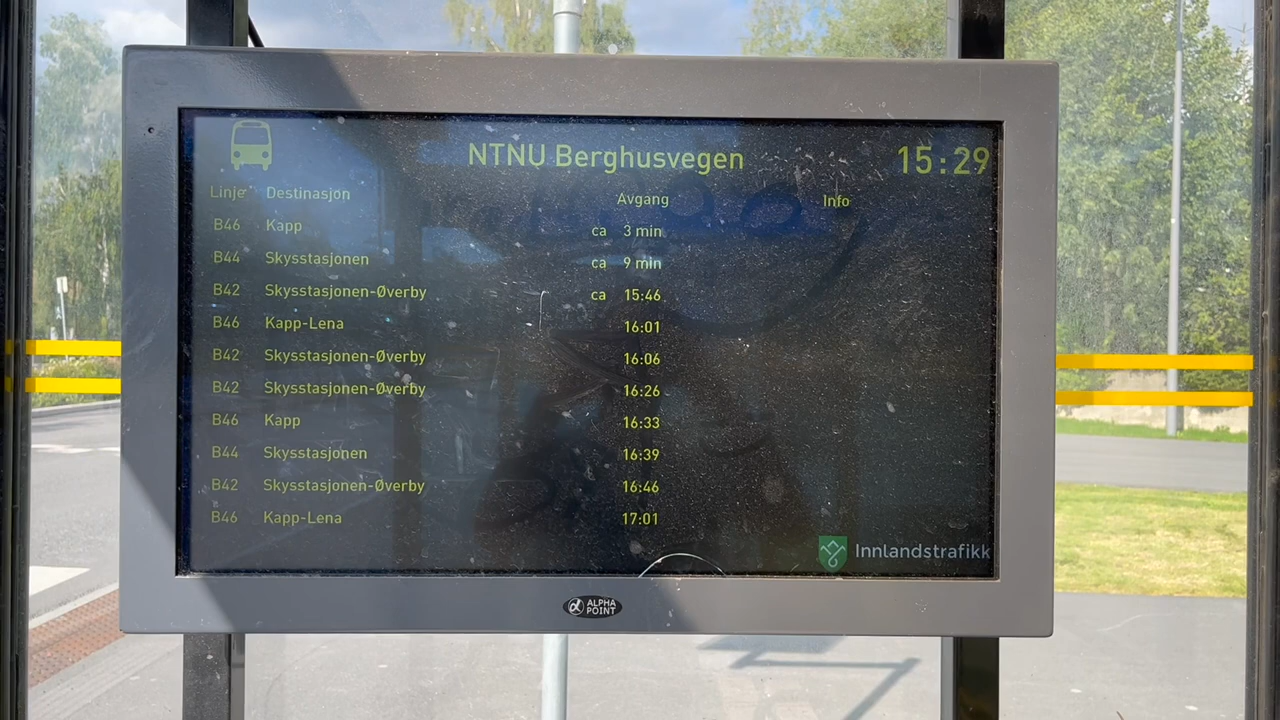 NTNU Berghusvegen 15:29
Linje Destinasjon Avgang Info
B46 Kapp ca 3 min
B44 Skysstasjonen ca 9 min
B42 Skysstasjonen-Øverby ca 15:46
B46 Kapp-Lena 16:01
B42 Skysstasjonen-Øverby 16:06
B42 Skysstasjonen-Øverby 16:26
B46 Kapp 16:33
B44 Skysstasjonen 16:39
B42 Skysstasjonen-Øverby 16:46
B46 Kapp-Lena 17:01
Innlandstrafikk
ALPHA
POINT